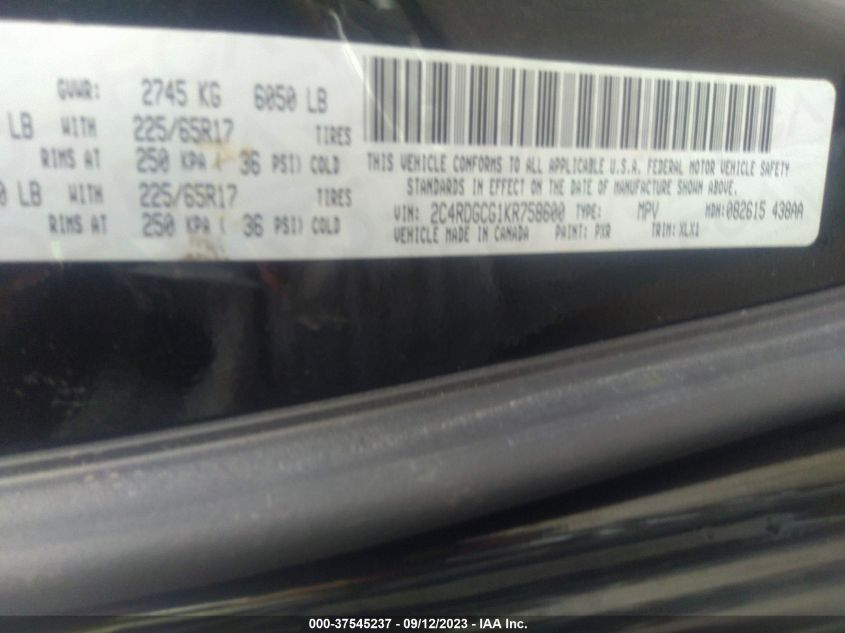 GVWR: 2745 KG 6050 LB
LB WITH 225/65R17 TIRES
RIMS AT 250 KPA ( 36 PSI) COLD
0 LB WITH 225/65R17 TIRES
RIMS AT 250 KPA ( 36 PSI) COLD
THIS VEHICLE CONFORMS TO ALL APPLICABLE U.S.A. FEDERAL MOTOR VEHICLE SAFETY
STANDARDS IN EFFECT ON THE DATE OF MANUFACTURE SHOWN ABOVE.
VIN: 2C4RDGCG1KR758600 TYPE: MPV MDH:082615 438AA
VEHICLE MADE IN CANADA PAINT: PXR TRIM: XLX1
000-37545237 - 09/12/2023 - IAA Inc.